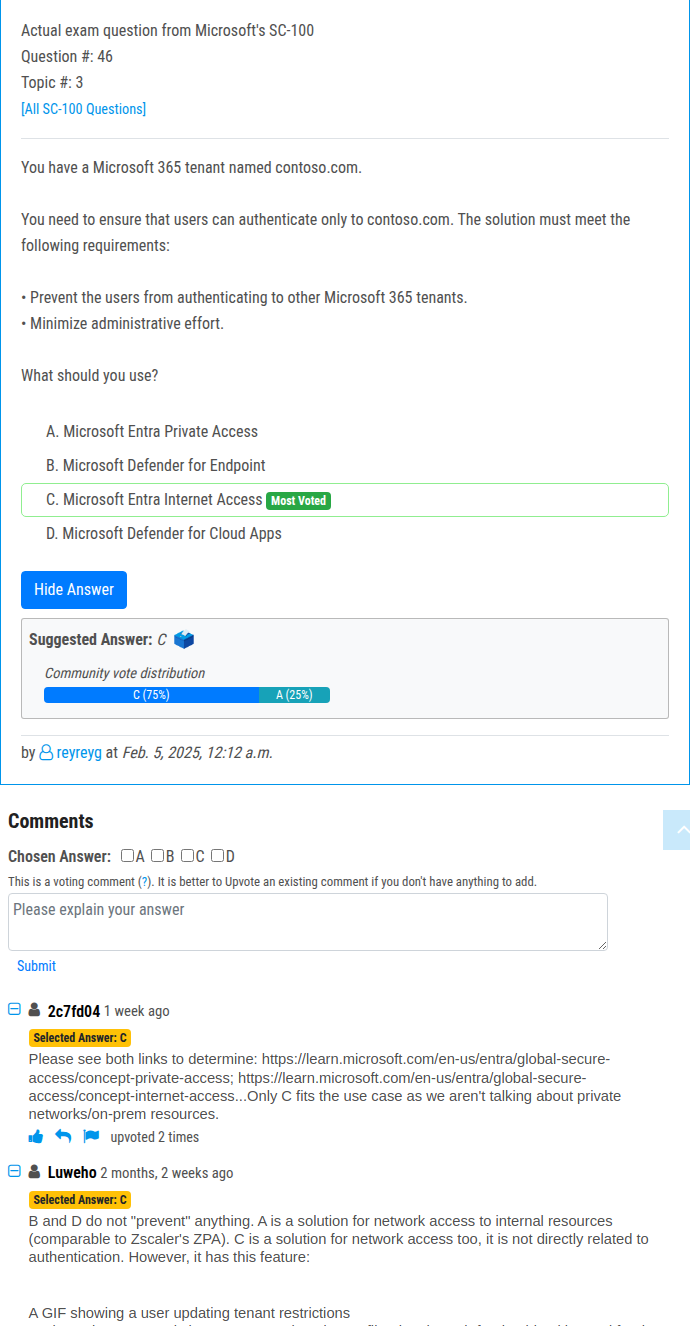 Actual exam question from Microsoft's SC-100
Question #: 46
Topic #: 3
[All SC-100 Questions]
You have a Microsoft 365 tenant named contoso.com.
You need to ensure that users can authenticate only to contoso.com. The solution must meet the
following requirements:
• Prevent the users from authenticating to other Microsoft 365 tenants.
• Minimize administrative effort.
What should you use?
A. Microsoft Entra Private Access
B. Microsoft Defender for Endpoint
C. Microsoft Entra Internet Access Most Voted
D. Microsoft Defender for Cloud Apps
Hide Answer
Suggested Answer: C
Community vote distribution
C (75%) A (25%)
by reyreyg at Feb. 5, 2025, 12:12 a.m.
Comments
Chosen Answer: A B C D
This is a voting comment (?). It is better to Upvote an existing comment if you don't have anything to add.
Please explain your answer
Submit
2c7fd04 1 week ago
Selected Answer: C
Please see both links to determine: https://learn.microsoft.com/en-us/entra/global-secure-
access/concept-private-access; https://learn.microsoft.com/en-us/entra/global-secure-
access/concept-internet-access...Only C fits the use case as we aren't talking about private
networks/on-prem resources.
upvoted 2 times
Luweho 2 months, 2 weeks ago
Selected Answer: C
B and D do not "prevent" anything. A is a solution for network access to internal resources
(comparable to Zscaler's ZPA). C is a solution for network access too, it is not directly related to
authentication. However, it has this feature:
A GIF showing a user updating tenant restrictions